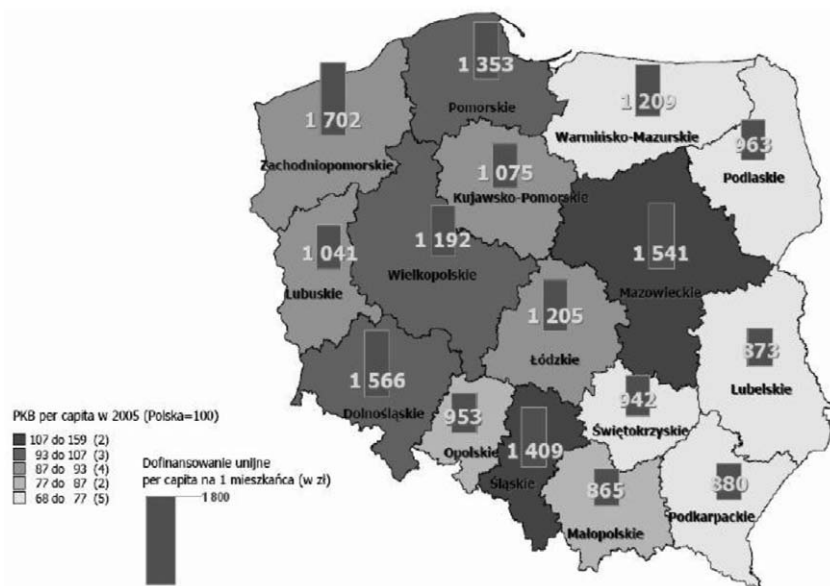 1 353
Pomorskie
1 209
Warmińsko-Mazurskie
1 702
Zachodniopomorskie
963
Podlaskie
1 075
Kujawsko-Pomorskie
1 192
Wielkopolskie
1 541
Mazowieckie
1 041
Lubuskie
1 205
Łódzkie
873
Lubelskie
1 566
Dolnośląskie
942
Świętokrzyskie
953
Opolskie
1 409
Śląskie
865
Małopolskie
880
Podkarpackie
PKB per capita w 2005 (Polska=100)
107 do 159 (2)
93 do 107 (3)
87 do 93 (4)
77 do 87 (2)
68 do 77 (5)
Dofinansowanie unijne
per capita na 1 mieszkańca (w zł)
1 800